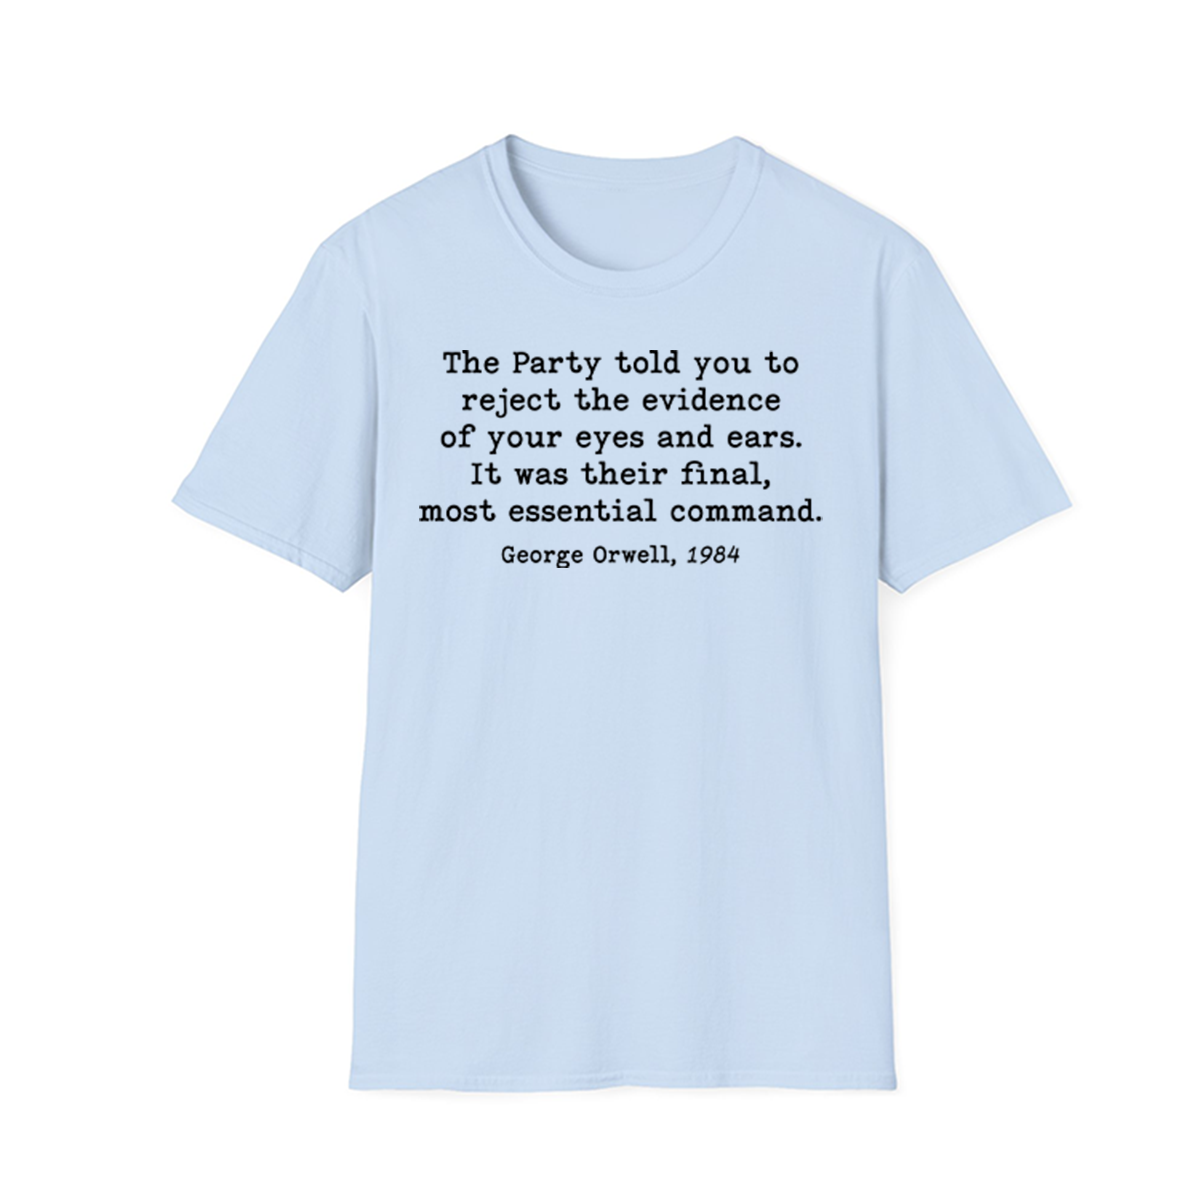 The Party told you to
reject the evidence
of your eyes and ears.
It was their final,
most essential command.
George Orwell, 1984